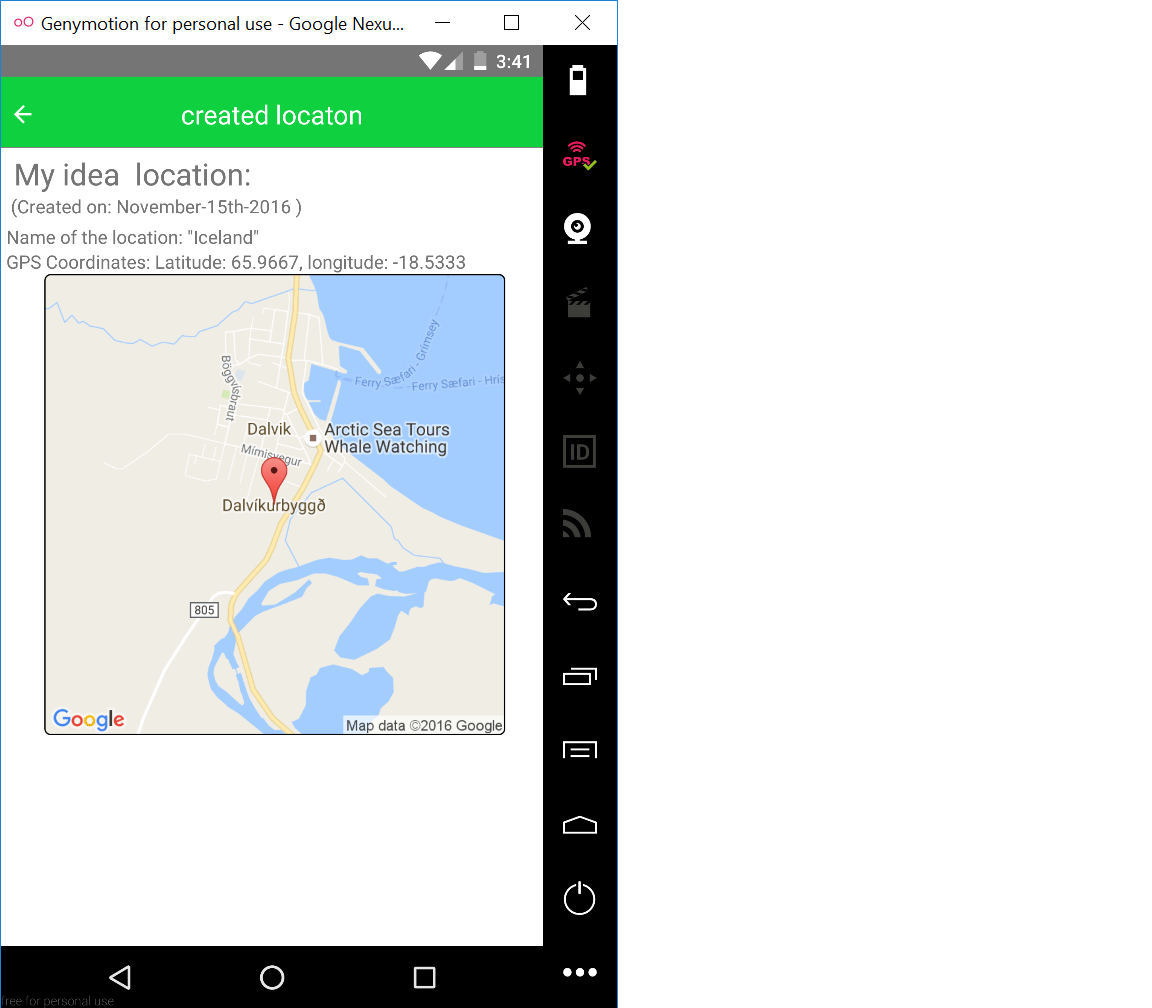 Genymotion for personal use - Google Nexu...
3:41
created locaton
GPS
My idea  location:
(Created on: November-15th-2016 )
Name of the location: "Iceland"
GPS Coordinates: Latitude: 65.9667, longitude: -18.5333
Ferry Sæfari - Grímsey
Ferry Sæfari - Hrís
Böggvisbraut
Dalvik
Arctic Sea Tours
Whale Watching
Mímisvegur
ID
Dalvíkurbyggð
805
Google
Map data ©2016 Google
free for personal use